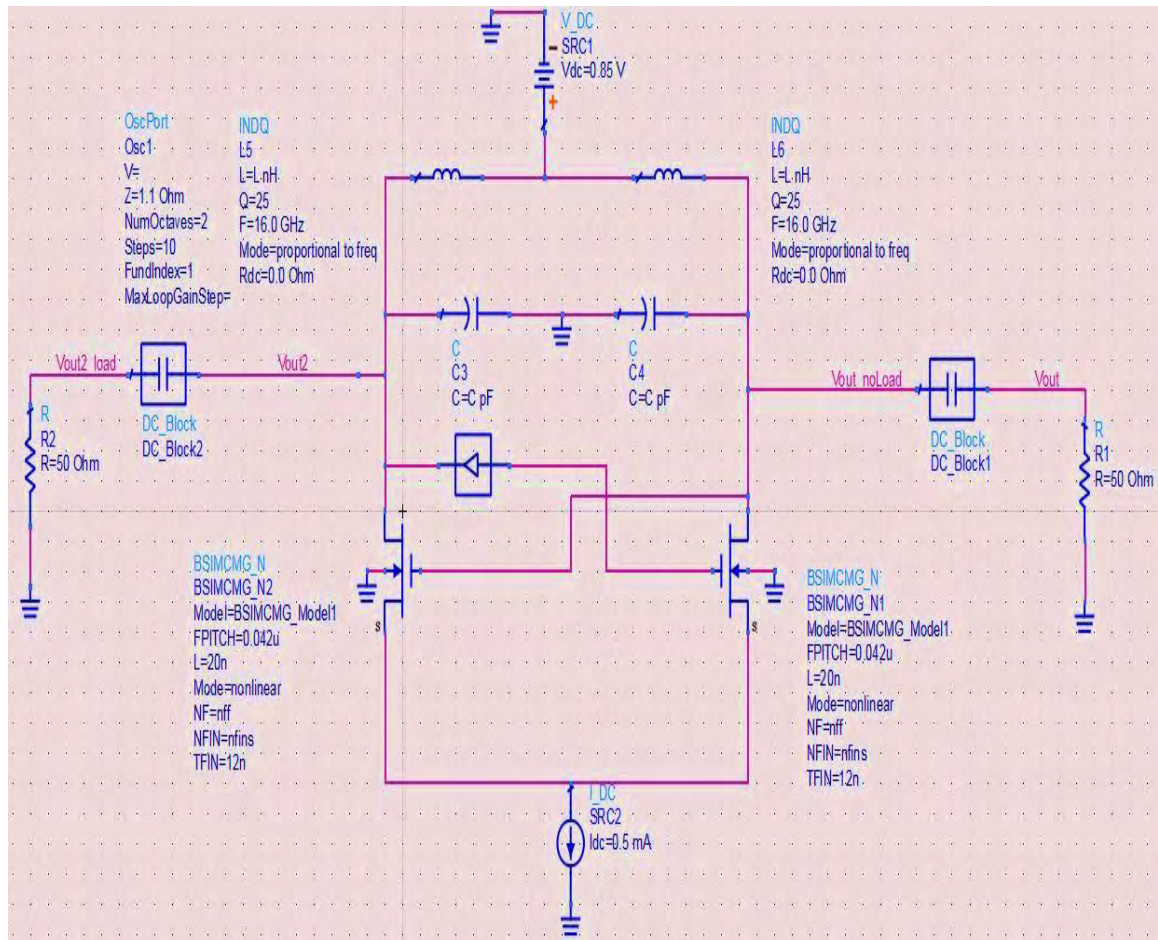 V_DC
SRC1
Vdc=0.85 V
OscPort
Osc1
V=
Z=1.1 Ohm
NumOctaves=2
Steps=10
FundIndex=1
MaxLoopGainStep=
INDQ
L5
L=L nH
Q=25
F=16.0 GHz
Mode=proportional to freq
Rdc=0.0 Ohm
INDQ
L6
L=L nH
Q=25
F=16.0 GHz
Mode=proportional to freq
Rdc=0.0 Ohm
C
C3
C=C pF
C
C4
C=C pF
Vout2_load
Vout2
Vout_noLoad
Vout
DC_Block
DC_Block2
DC_Block
DC_Block1
R
R2
R=50 Ohm
R
R1
R=50 Ohm
BSIMCMG_N
BSIMCMG_N2
Model=BSIMCMG_Model1
FPITCH=0.042u
L=20n
Mode=nonlinear
NF=nff
NFIN=nfins
TFIN=12n
s
s
BSIMCMG_N
BSIMCMG_N1
Model=BSIMCMG_Model1
FPITCH=0.042u
L=20n
Mode=nonlinear
NF=nff
NFIN=nfins
TFIN=12n
I_DC
SRC2
Idc=0.5 mA